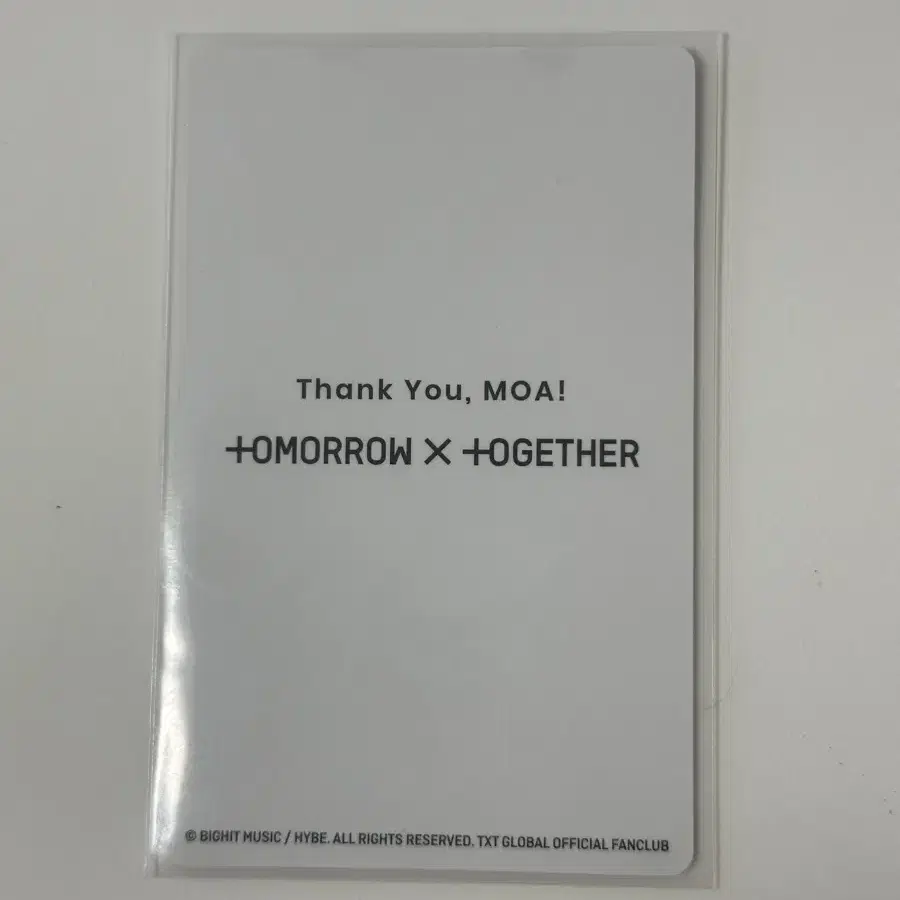 Thank You, MOA!
TOMORROW X TOGETHER
© BIGHIT MUSIC / HYBE. ALL RIGHTS RESERVED. TXT GLOBAL OFFICIAL FANCLUB